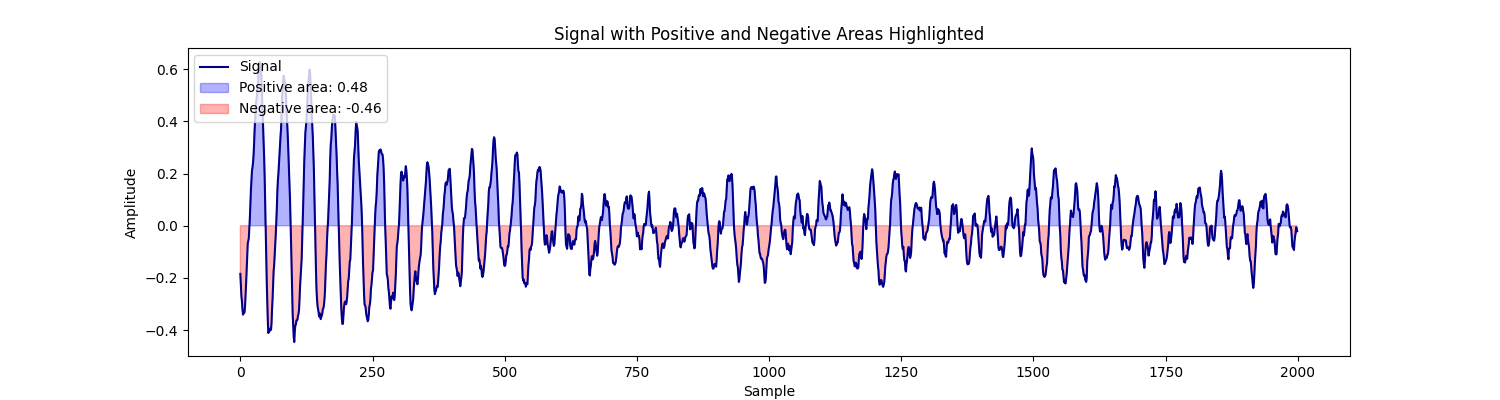 Signal with Positive and Negative Areas Highlighted
Signal
Positive area: 0.48
Negative area: -0.46
Amplitude
0.6
0.4
0.2
0.0
−0.2
−0.4
0 250 500 750 1000 1250 1500 1750 2000
Sample